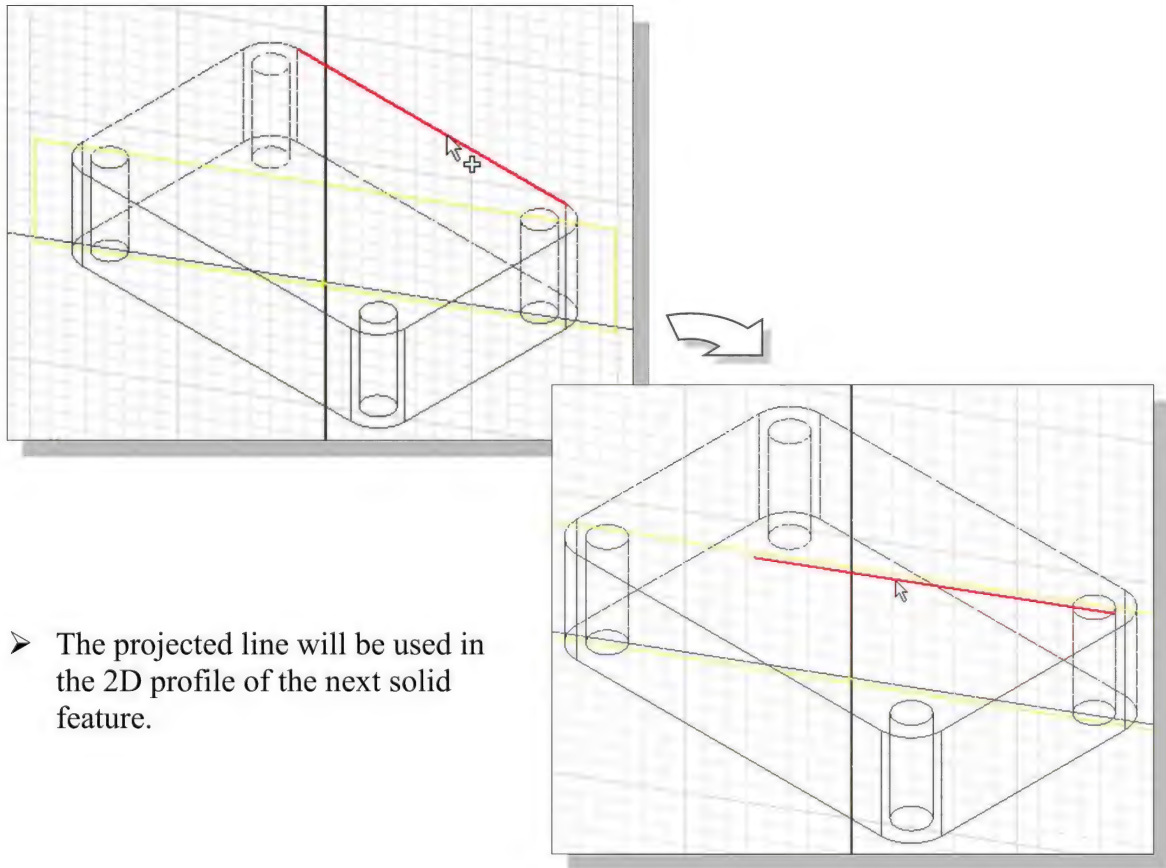 ➢ The projected line will be used in
the 2D profile of the next solid
feature.